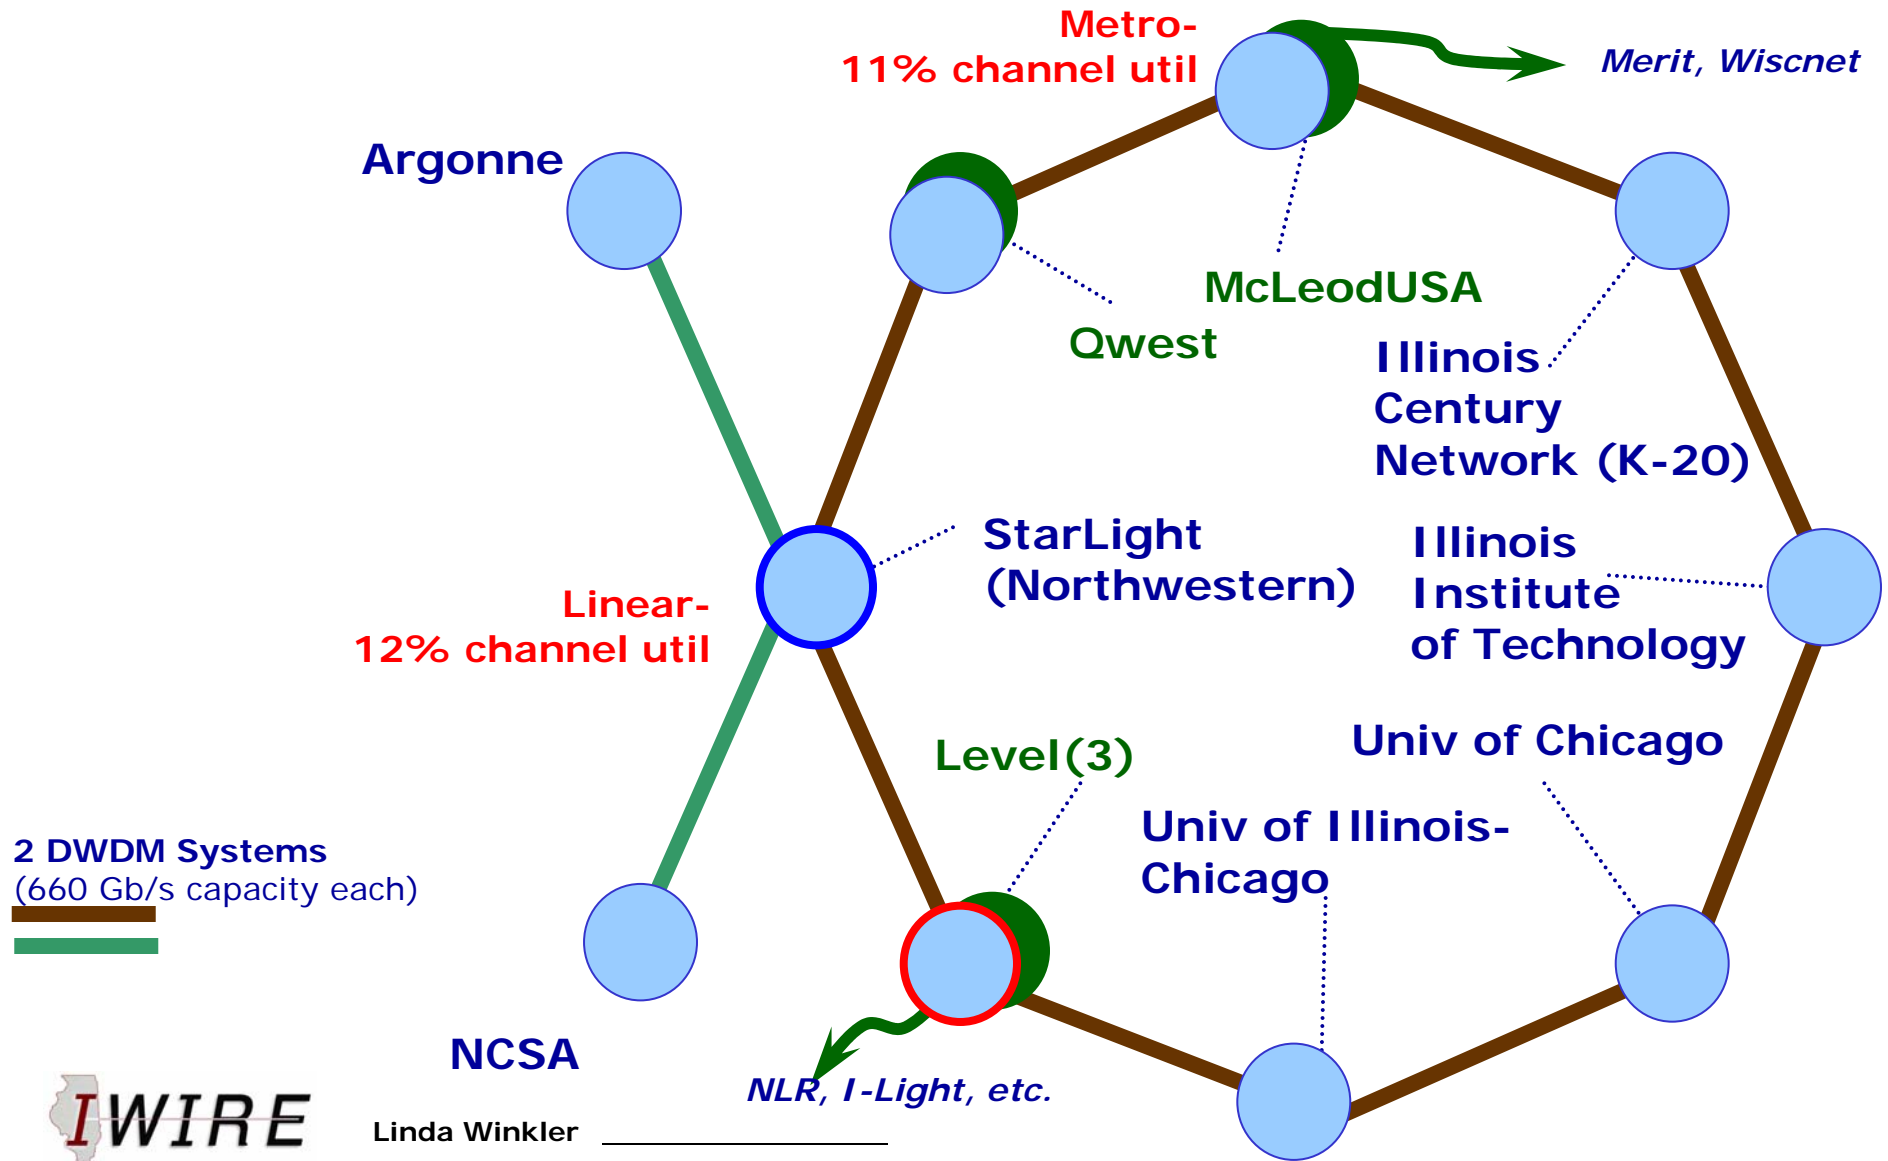 Metro-
11% channel util
Merit, Wiscnet
Argonne
McLeodUSA
Qwest
Illinois
Century
Network (K-20)
StarLight
(Northwestern)
Illinois
Institute
of Technology
Linear-
12% channel util
Level(3)
Univ of Chicago
Univ of Illinois-
Chicago
2 DWDM Systems
(660 Gb/s capacity each)
NCSA
NLR, I-Light, etc.
IWIRE
Linda Winkler